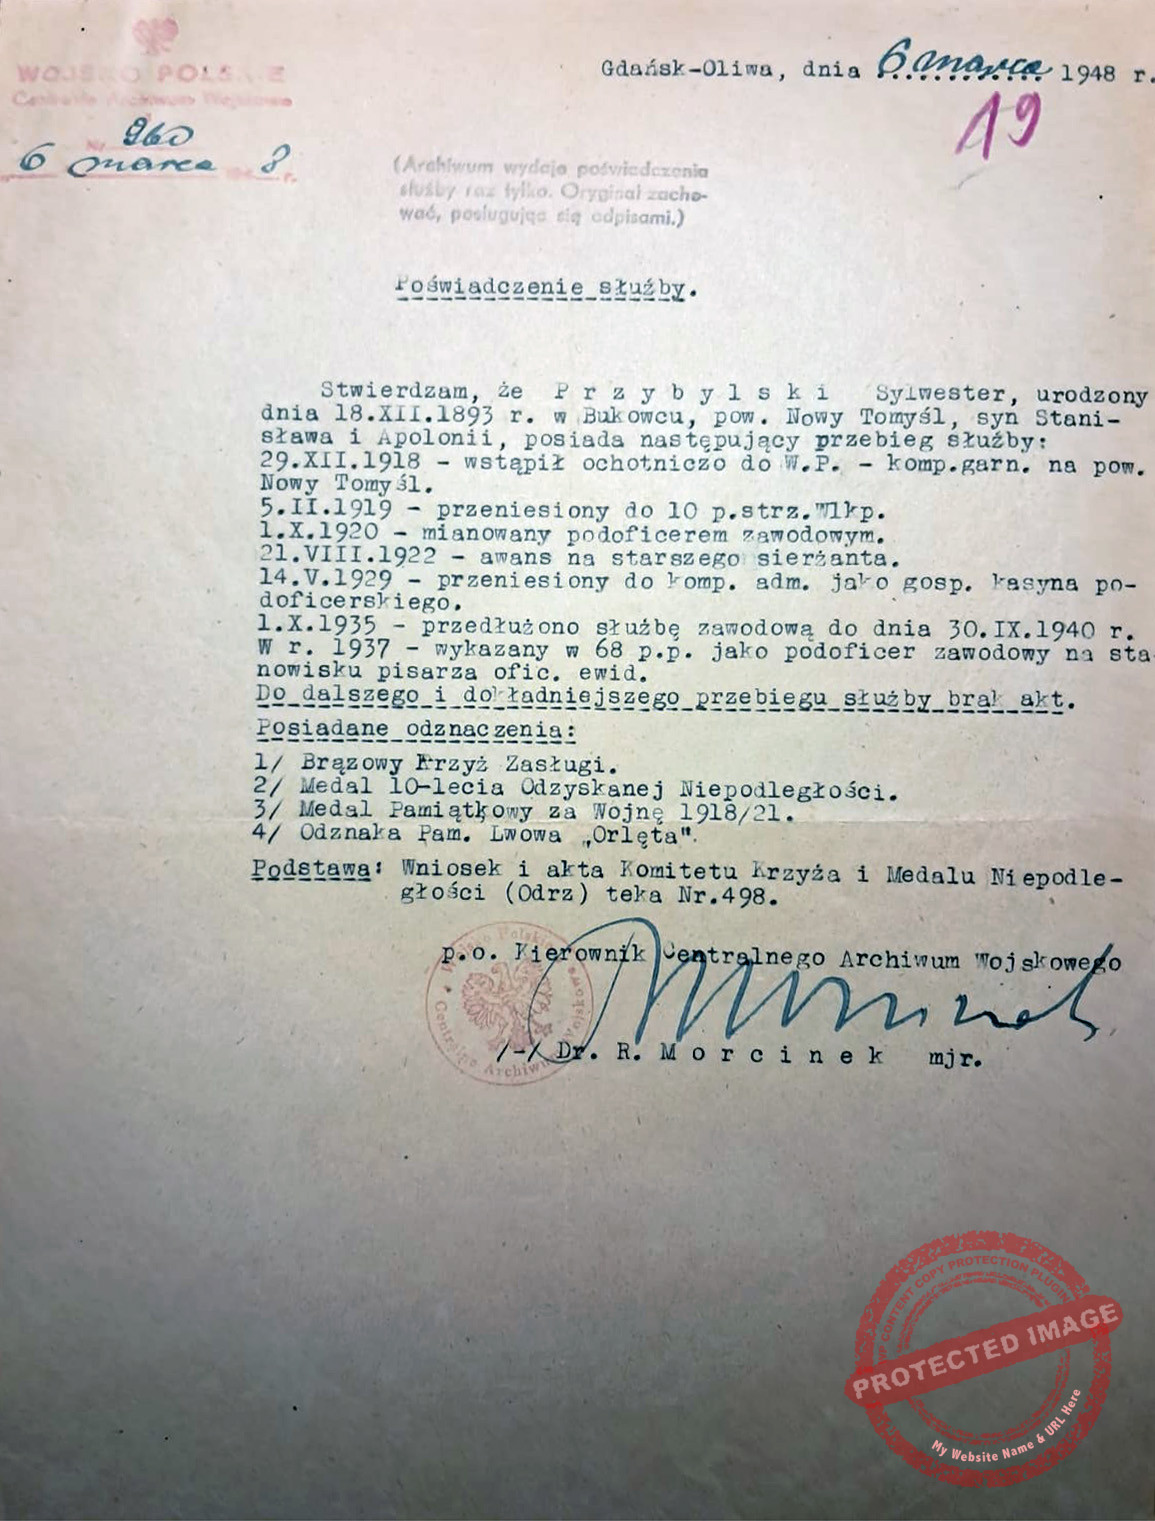 WOJSKO POLSKIE
Centralne Archiwum Wojskowe
Gdańsk-Oliwa, dnia 6 marca 1948 r.
19
Nr 960
6 marca 1948 r.
(Archiwum wydaje poświadczenia
służby raz tylko. Oryginał zacho-
wać, posługując się odpisami.)
Poświadczenie służby.
Stwierdzam, że P r z y b y l s k i Sylwester, urodzony
dnia 18.XII.1893 r. w Bukowcu, pow. Nowy Tomyśl, syn Stani-
sława i Apolonii, posiada następujący przebieg służby:
29.XII.1918 - wstąpił ochotniczo do W.P. - komp.garn. na pow.
Nowy Tomyśl.
5.II.1919 - przeniesiony do 10 p.strz.Wlkp.
1.X.1920 - mianowany podoficerem zawodowym.
21.VIII.1922 - awans na starszego sierżanta.
14.V.1929 - przeniesiony do komp. adm. jako gosp. kasyna po-
doficerskiego.
1.X.1935 - przedłużono służbę zawodową do dnia 30.IX.1940 r.
W r. 1937 - wykazany w 68 p.p. jako podoficer zawodowy na sta-
nowisku pisarza ofic. ewid.
Do dalszego i dokładniejszego przebiegu służby brak akt.
Posiadane odznaczenia:
1/ Brązowy Krzyż Zasługi.
2/ Medal 10-lecia Odzyskanej Niepodległości.
3/ Medal Pamiątkowy za Wojnę 1918/21.
4/ Odznaka Pam. Lwowa „Orlęta".
Podstawa: Wniosek i akta Komitetu Krzyża i Medalu Niepodle-
głości (Odrz) teka Nr.498.
p.o. Kierownik Centralnego Archiwum Wojskowego
Wojsko Polskie
Centralne Archiwum Wojskowe
/-/ Dr. R. M o r c i n e k mjr.
WP CONTENT COPY PROTECTION PLUGIN
PROTECTED IMAGE
My Website Name & URL Here